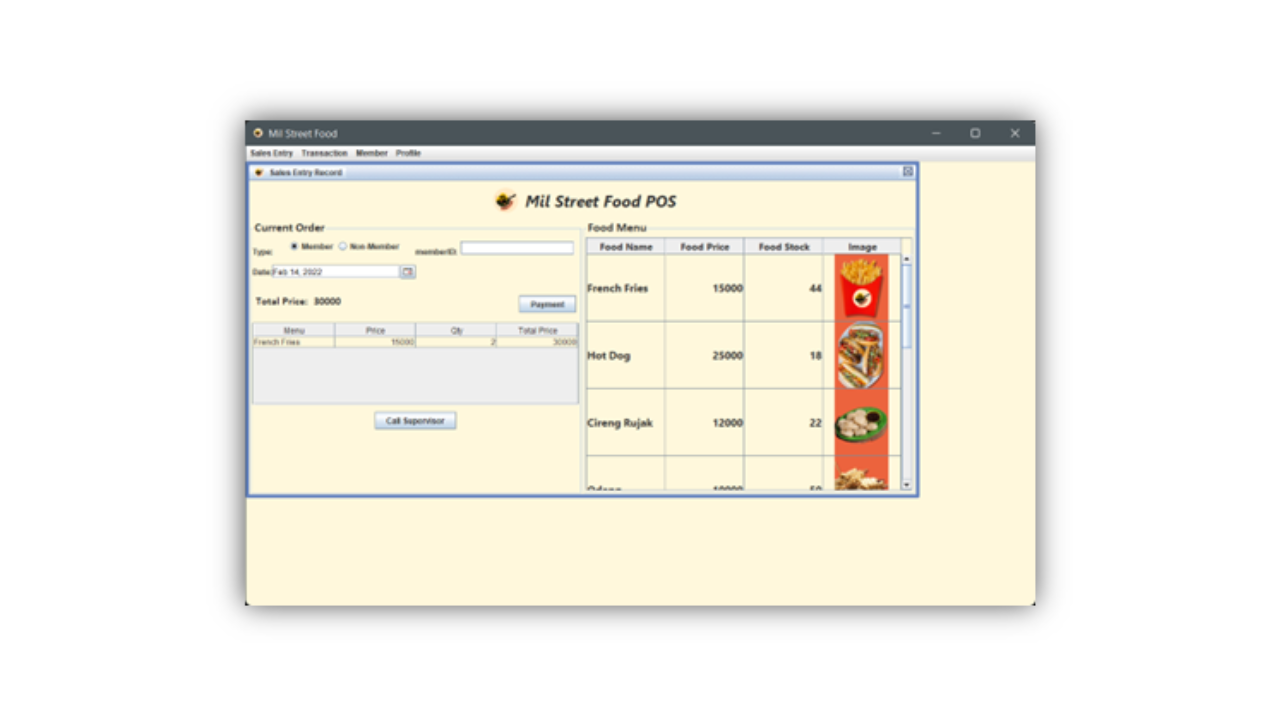 Mil Street Food
Sales Entry Transaction Member Profile
Sales Entry Record
Mil Street Food POS
Current Order
Type: Member Non-Member memberID:
Date: Feb 14, 2022
Total Price: 30000
Payment
Menu Price Qty Total Price
French Fries 15000 2 30000
Call Supervisor
Food Menu
Food Name Food Price Food Stock Image
French Fries 15000 44
Hot Dog 25000 18
Cireng Rujak 12000 22